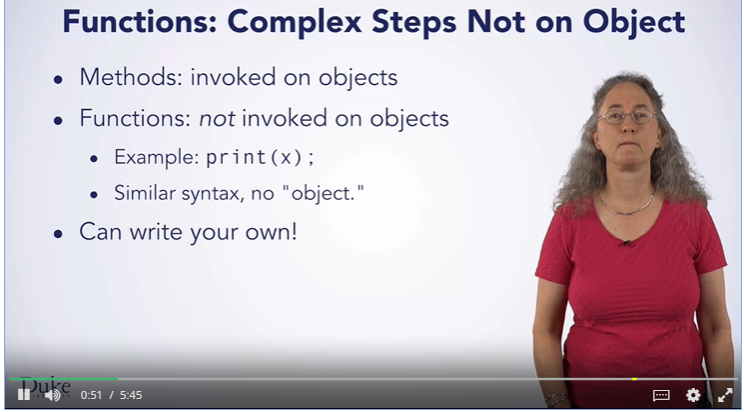 Functions: Complex Steps Not on Object
• Methods: invoked on objects
• Functions: not invoked on objects
• Example: print(x);
• Similar syntax, no "object."
• Can write your own!
Duke
0:51 / 5:45